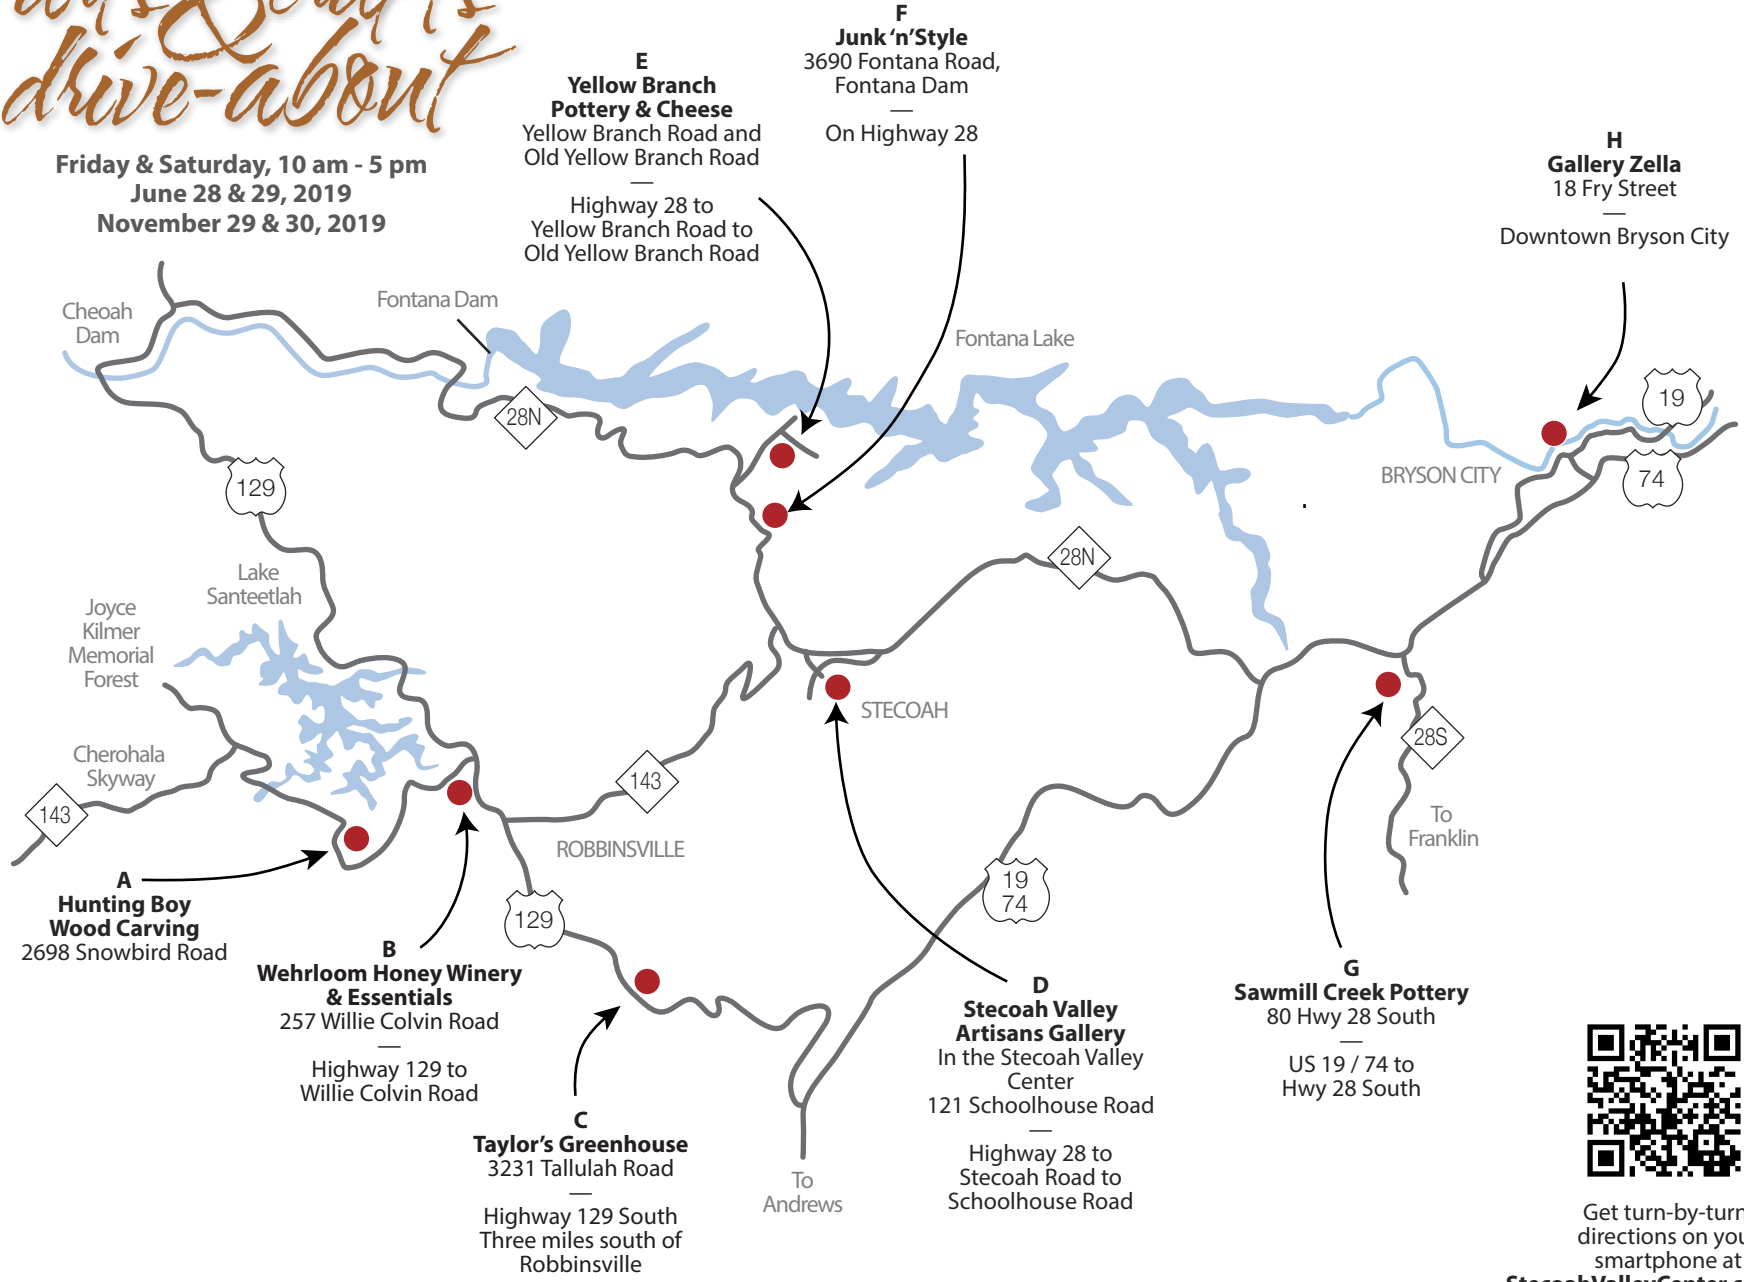 drive-about
Friday & Saturday, 10 am - 5 pm
June 28 & 29, 2019
November 29 & 30, 2019
E
Yellow Branch
Pottery & Cheese
Yellow Branch Road and
Old Yellow Branch Road
—
Highway 28 to
Yellow Branch Road to
Old Yellow Branch Road
F
Junk ‘n’Style
3690 Fontana Road,
Fontana Dam
—
On Highway 28
H
Gallery Zella
18 Fry Street
—
Downtown Bryson City
Cheoah
Dam
Fontana Dam
Fontana Lake
28N
19
BRYSON CITY
74
129
28N
Lake
Santeetlah
Joyce
Kilmer
Memorial
Forest
STECOAH
28S
Cherohala
Skyway
143
143
To
Franklin
ROBBINSVILLE
19
74
129
A
Hunting Boy
Wood Carving
2698 Snowbird Road
B
Wehrloom Honey Winery
& Essentials
257 Willie Colvin Road
—
Highway 129 to
Willie Colvin Road
C
Taylor’s Greenhouse
3231 Tallulah Road
—
Highway 129 South
Three miles south of
Robbinsville
To
Andrews
D
Stecoah Valley
Artisans Gallery
In the Stecoah Valley
Center
121 Schoolhouse Road
—
Highway 28 to
Stecoah Road to
Schoolhouse Road
G
Sawmill Creek Pottery
80 Hwy 28 South
—
US 19 / 74 to
Hwy 28 South
Get turn-by-turn
directions on you
smartphone at